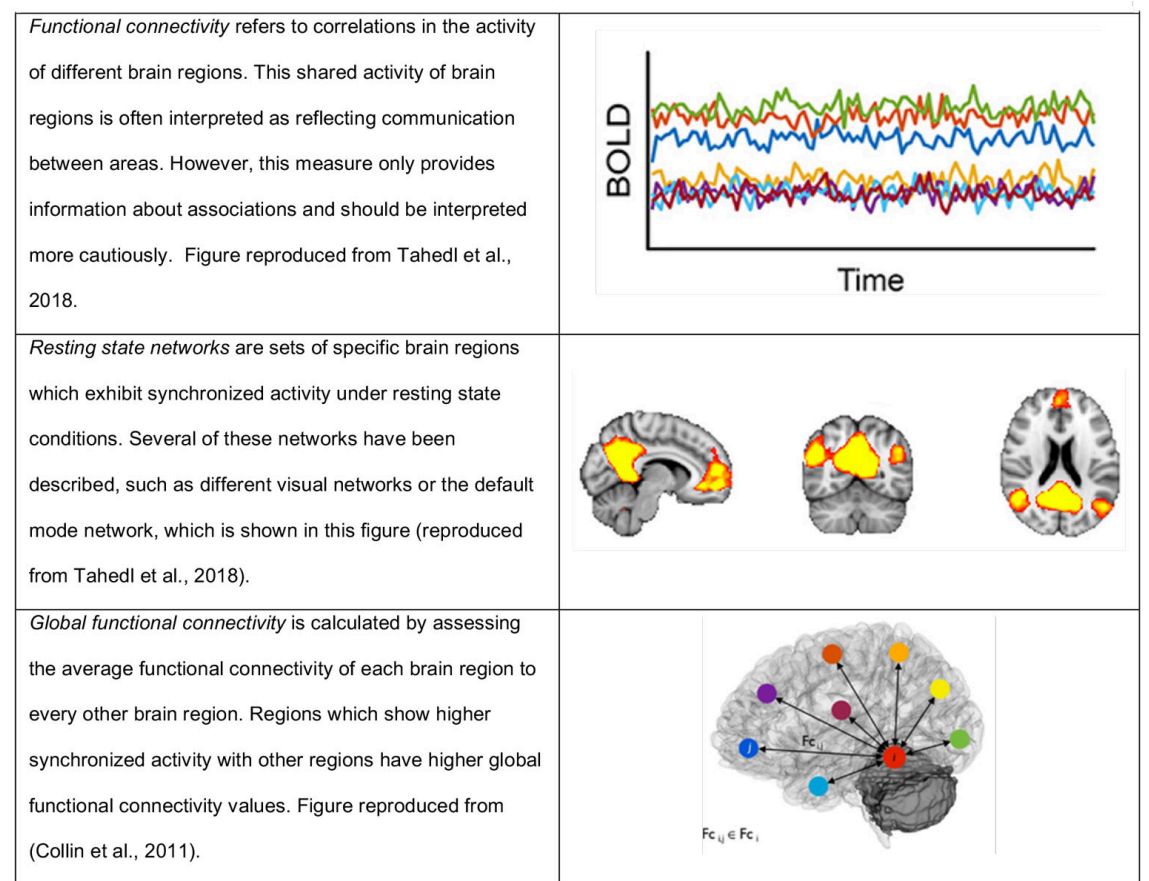 Functional connectivity refers to correlations in the activity
of different brain regions. This shared activity of brain
regions is often interpreted as reflecting communication
between areas. However, this measure only provides
information about associations and should be interpreted
more cautiously.  Figure reproduced from Tahedl et al.,
2018.
BOLD
Time
Resting state networks are sets of specific brain regions
which exhibit synchronized activity under resting state
conditions. Several of these networks have been
described, such as different visual networks or the default
mode network, which is shown in this figure (reproduced
from Tahedl et al., 2018).
Global functional connectivity is calculated by assessing
the average functional connectivity of each brain region to
every other brain region. Regions which show higher
synchronized activity with other regions have higher global
functional connectivity values. Figure reproduced from
(Collin et al., 2011).
Fc ij
j
i
Fc ij ∈ Fc i